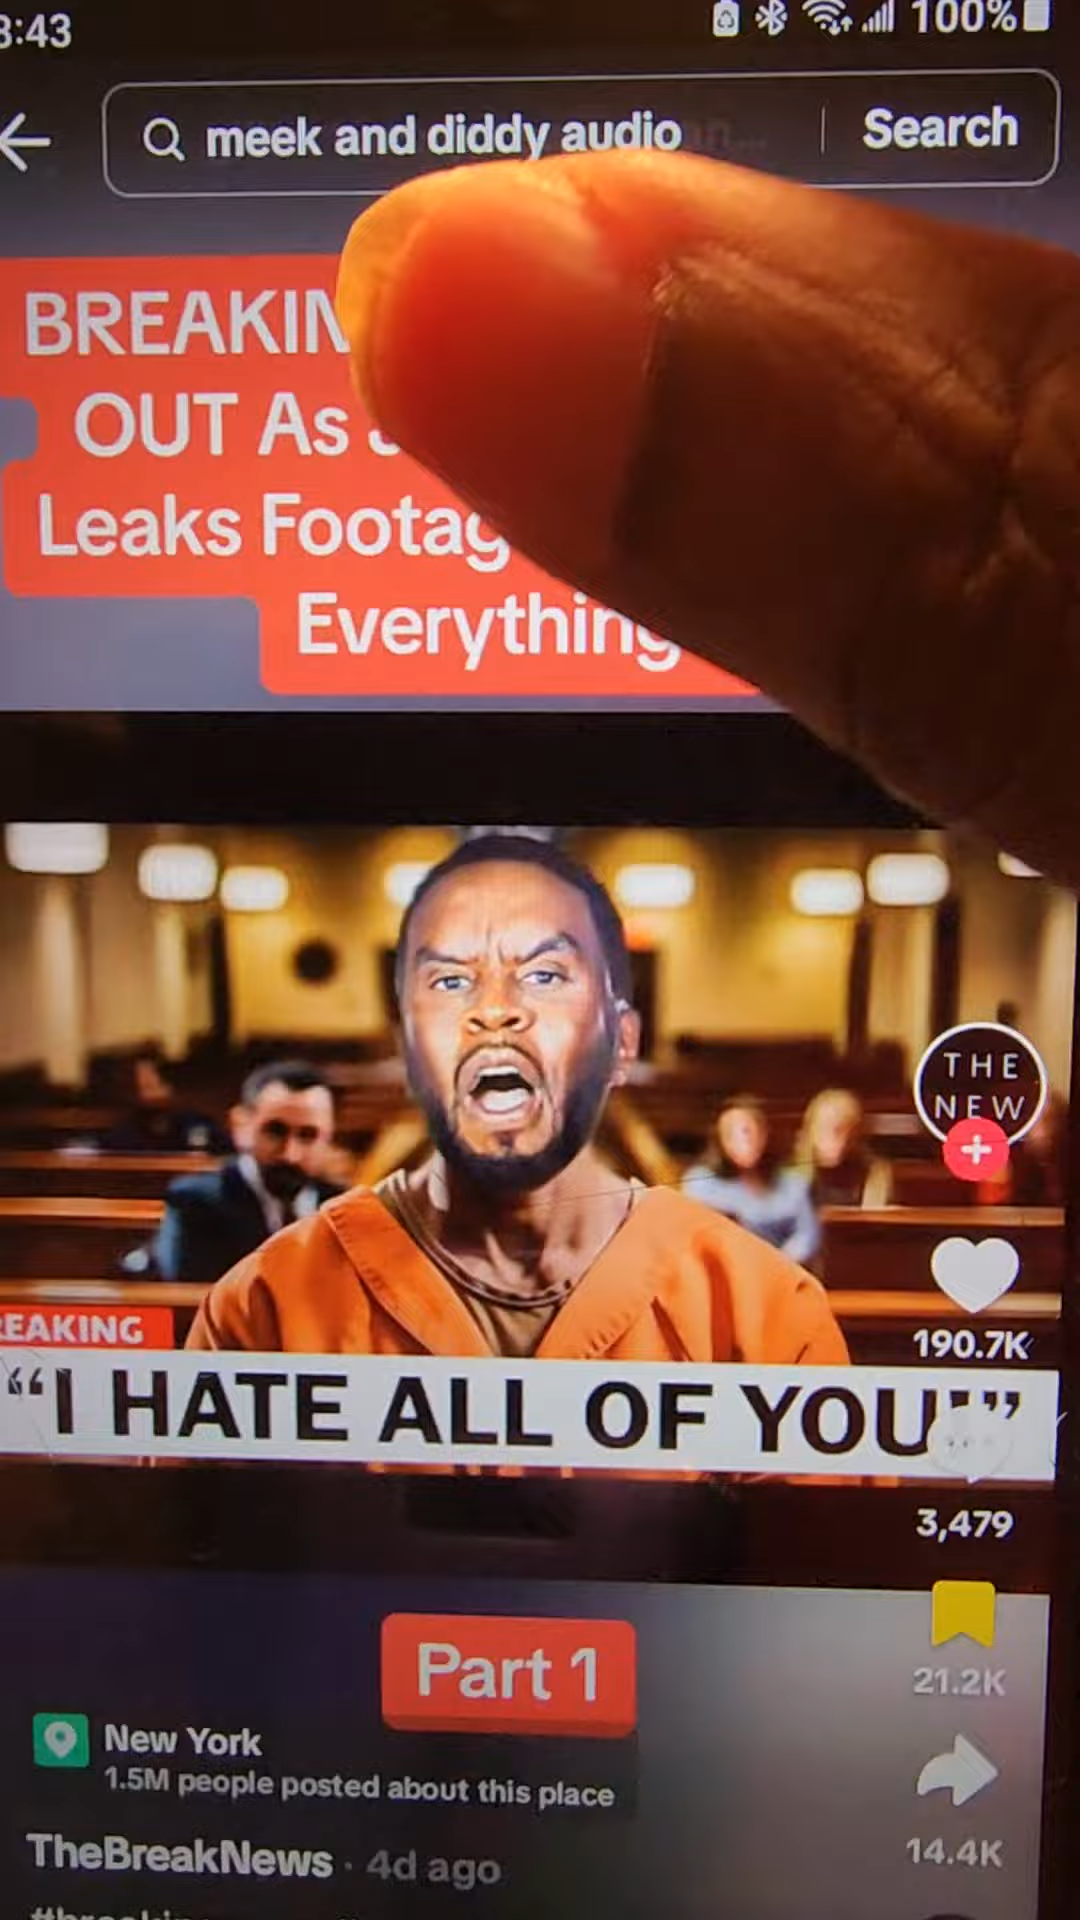 8:43
100%
meek and diddy audio
Search
BREAKIN
OUT As
Leaks Footag
Everything
THE
NEW
190.7K
REAKING
“I HATE ALL OF YOU!”
3,479
Part 1
21.2K
New York
1.5M people posted about this place
14.4K
TheBreakNews · 4d ago